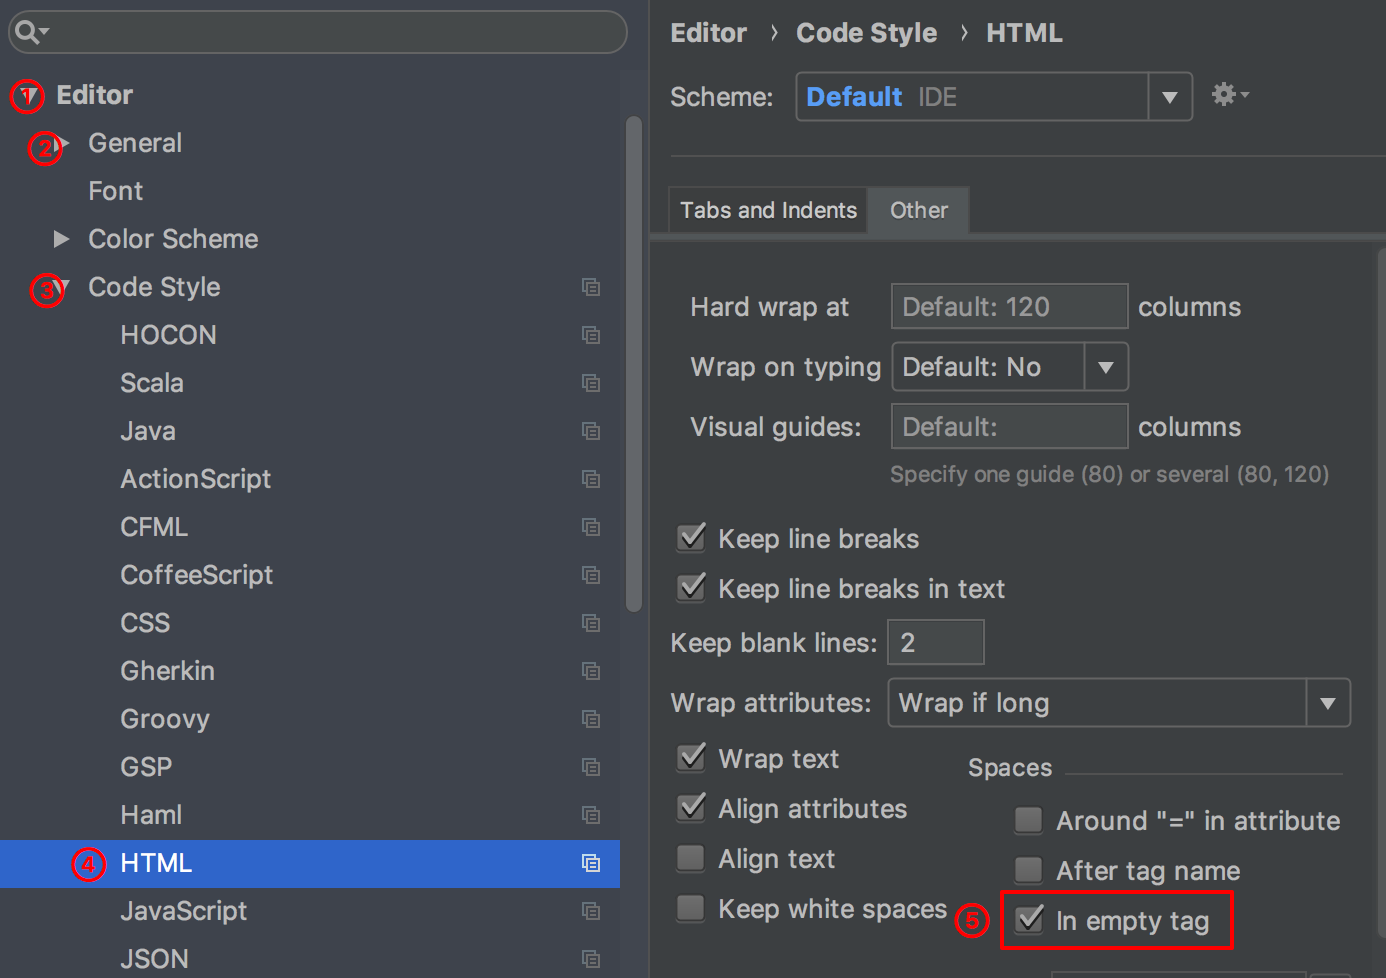 ① Editor
② General
Font
Color Scheme
③ Code Style
HOCON
Scala
Java
ActionScript
CFML
CoffeeScript
CSS
Gherkin
Groovy
GSP
Haml
④ HTML
JavaScript
JSON
Editor › Code Style › HTML
Scheme: Default IDE
Tabs and Indents Other
Hard wrap at Default: 120 columns
Wrap on typing Default: No
Visual guides: Default: columns
Specify one guide (80) or several (80, 120)
Keep line breaks
Keep line breaks in text
Keep blank lines: 2
Wrap attributes: Wrap if long
Wrap text
Align attributes
Align text
Keep white spaces
Spaces
Around "=" in attribute
After tag name
⑤ In empty tag